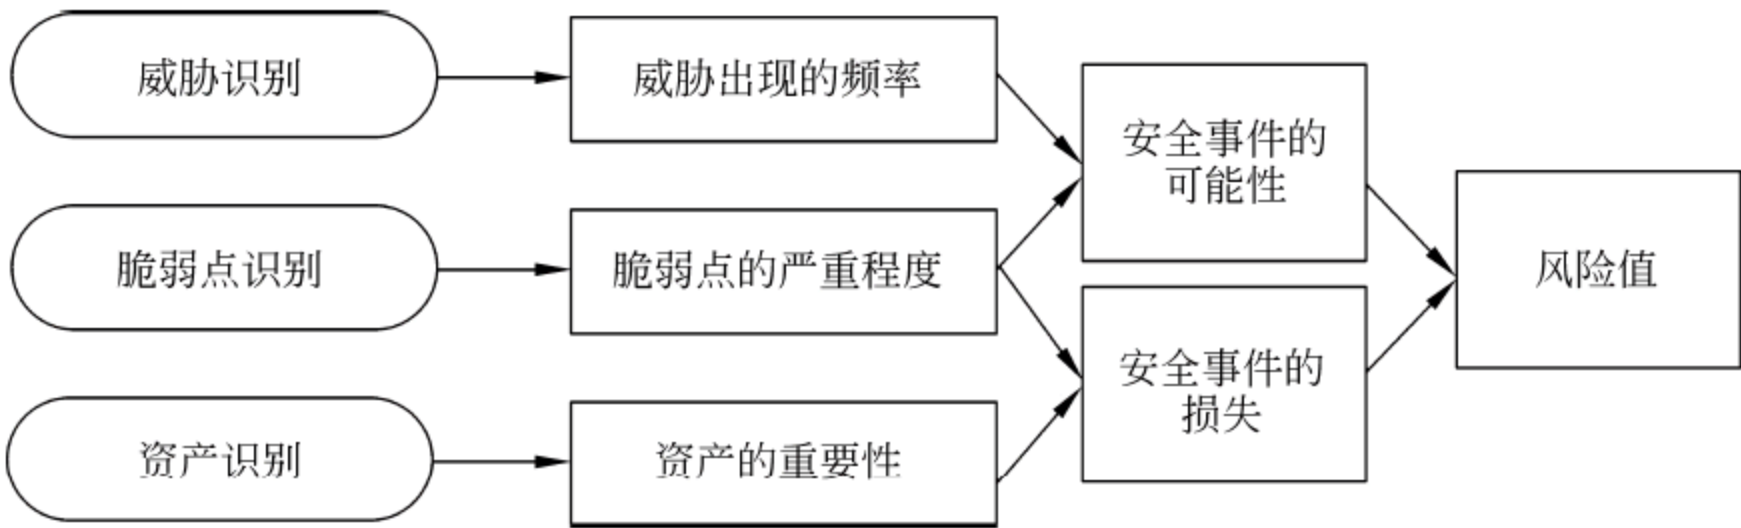 威胁识别
威胁出现的频率
安全事件的
可能性
脆弱点识别
脆弱点的严重程度
风险值
安全事件的
损失
资产识别
资产的重要性